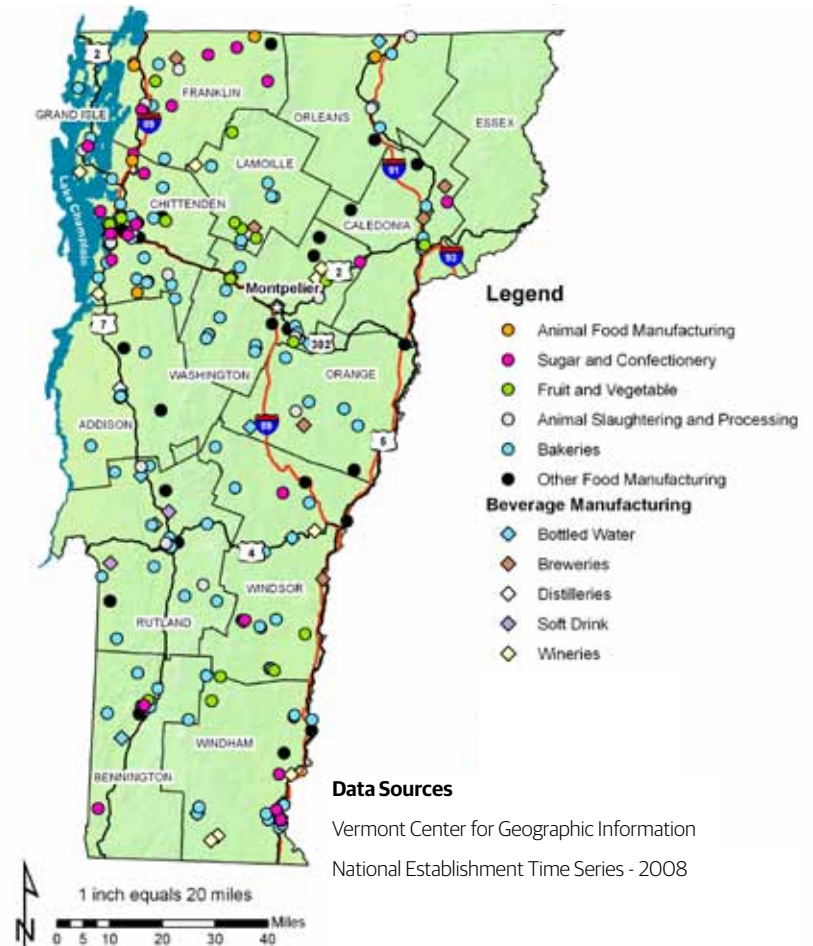 2
FRANKLIN
GRAND ISLE
89
ORLEANS
ESSEX
LAMOILLE
91
Lake Champlain
CHITTENDEN
CALEDONIA
93
2
Montpelier
7
302
WASHINGTON
ORANGE
ADDISON
89
5
4
WINDSOR
RUTLAND
WINDHAM
BENNINGTON
Legend
Animal Food Manufacturing
Sugar and Confectionery
Fruit and Vegetable
Animal Slaughtering and Processing
Bakeries
Other Food Manufacturing
Beverage Manufacturing
Bottled Water
Breweries
Distilleries
Soft Drink
Wineries
Data Sources
Vermont Center for Geographic Information
National Establishment Time Series - 2008
N
1 inch equals 20 miles
Miles
0 5 10 20 30 40